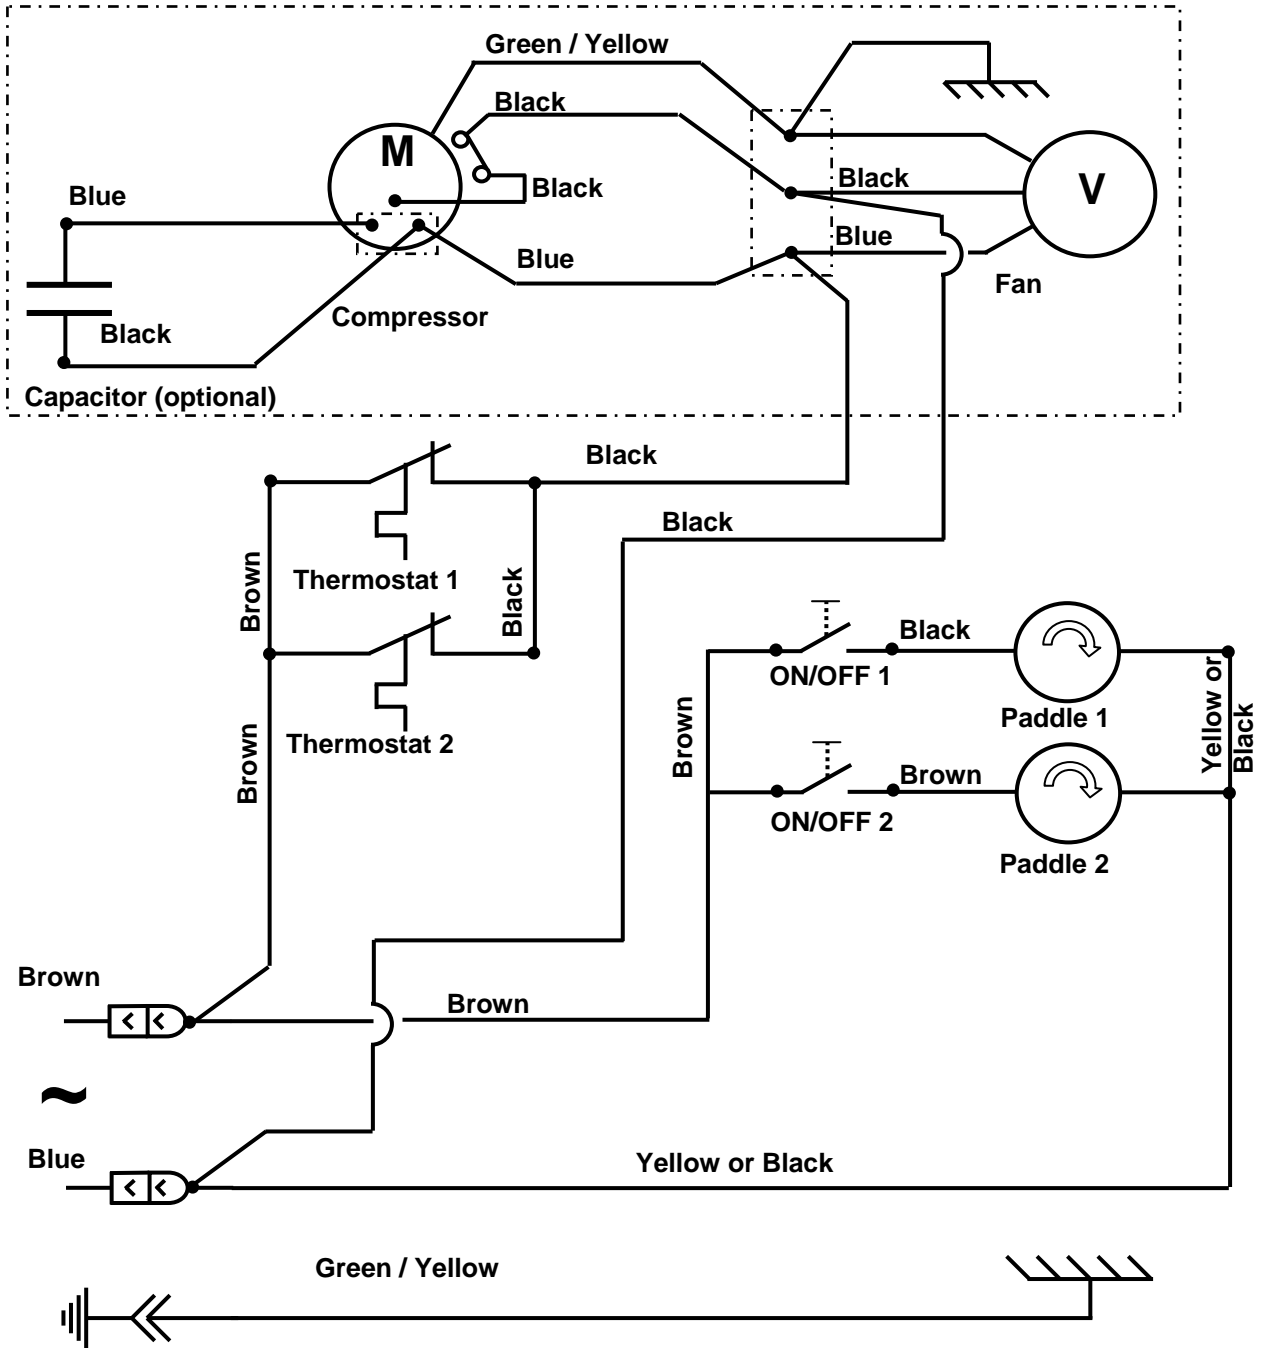 Green / Yellow
Black
M
Black
Blue
Black
V
Blue
Blue
Fan
Compressor
Black
Capacitor (optional)
Black
Black
Brown
Thermostat 1
Black
Black
ON/OFF 1
Paddle 1
Yellow or
Black
Brown
Thermostat 2
Brown
Brown
ON/OFF 2
Paddle 2
Brown
Brown
~
Blue
Yellow or Black
Green / Yellow